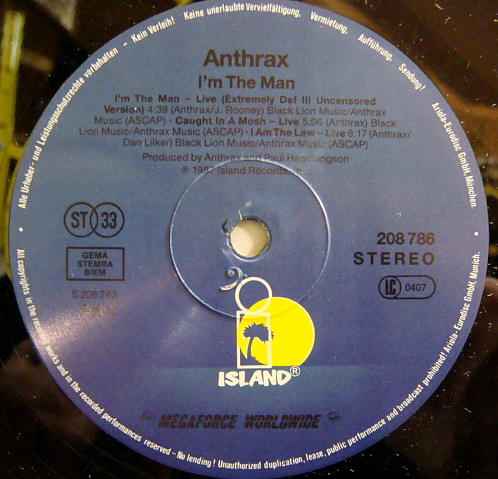 Alle Urheber- und Leistungsschutzrechte vorbehalten – Kein Verleih! Keine unerlaubte Vervielfältigung, Vermietung, Aufführung, Sendung! Ariola-Eurodisc GmbH, München.
Anthrax
I'm The Man
I'm The Man – Live (Extremely Def Ill Uncensored
Version) 4:39 (Anthrax/J. Rooney) Black Lion Music/Anthrax
Music (ASCAP) · Caught In A Mosh – Live 5:06 (Anthrax) Black
Lion Music/Anthrax Music (ASCAP) · I Am The Law – Live 6:17 (Anthrax/
Dan Lilker) Black Lion Music/Anthrax Music (ASCAP)
Produced by Anthrax and Paul
℗ 1987 Island Records, Inc.
ST 33
208 786
GEMA
STEMRA
BIEM
STEREO
LC 0407
S 208 786
ISLAND®
MEGAFORCE WORLDWIDE
All copyrights in the recorded works and in the recorded performances reserved – No lending! Unauthorized duplication, lease, public performance and broadcast prohibited! Ariola-Eurodisc GmbH, Munich.